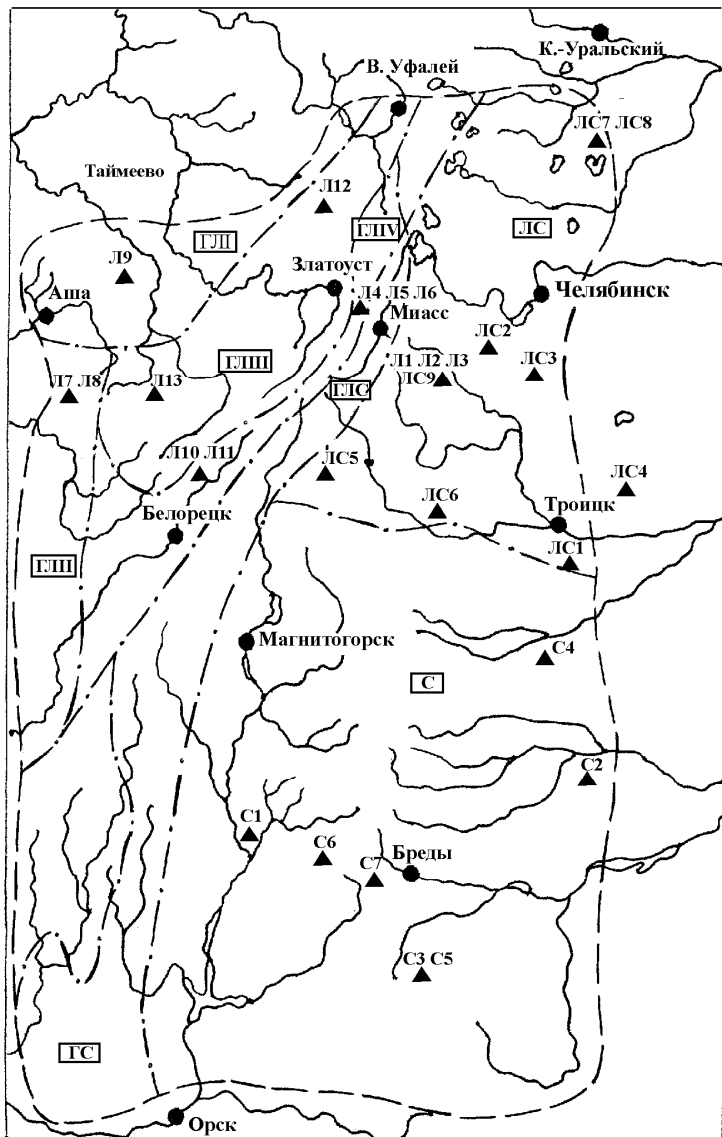 К.-Уральский
В. Уфалей
ЛС7 ЛС8
Таймеево
Л12
ГЛI
ГЛIV
ЛС
Л9
Златоуст
Челябинск
Аша
Л4 Л5 Л6
Миасс
ЛС2
ГЛIII
Л1 Л2 Л3
ЛС3
ЛС9
Л7 Л8
Л13
ГЛС
Л10 Л11
ЛС5
ЛС4
ЛС6
Троицк
Белорецк
ЛС1
ГЛII
Магнитогорск
С4
С
С2
С1
С6
Бреды
С7
С3 С5
ГС
Орск